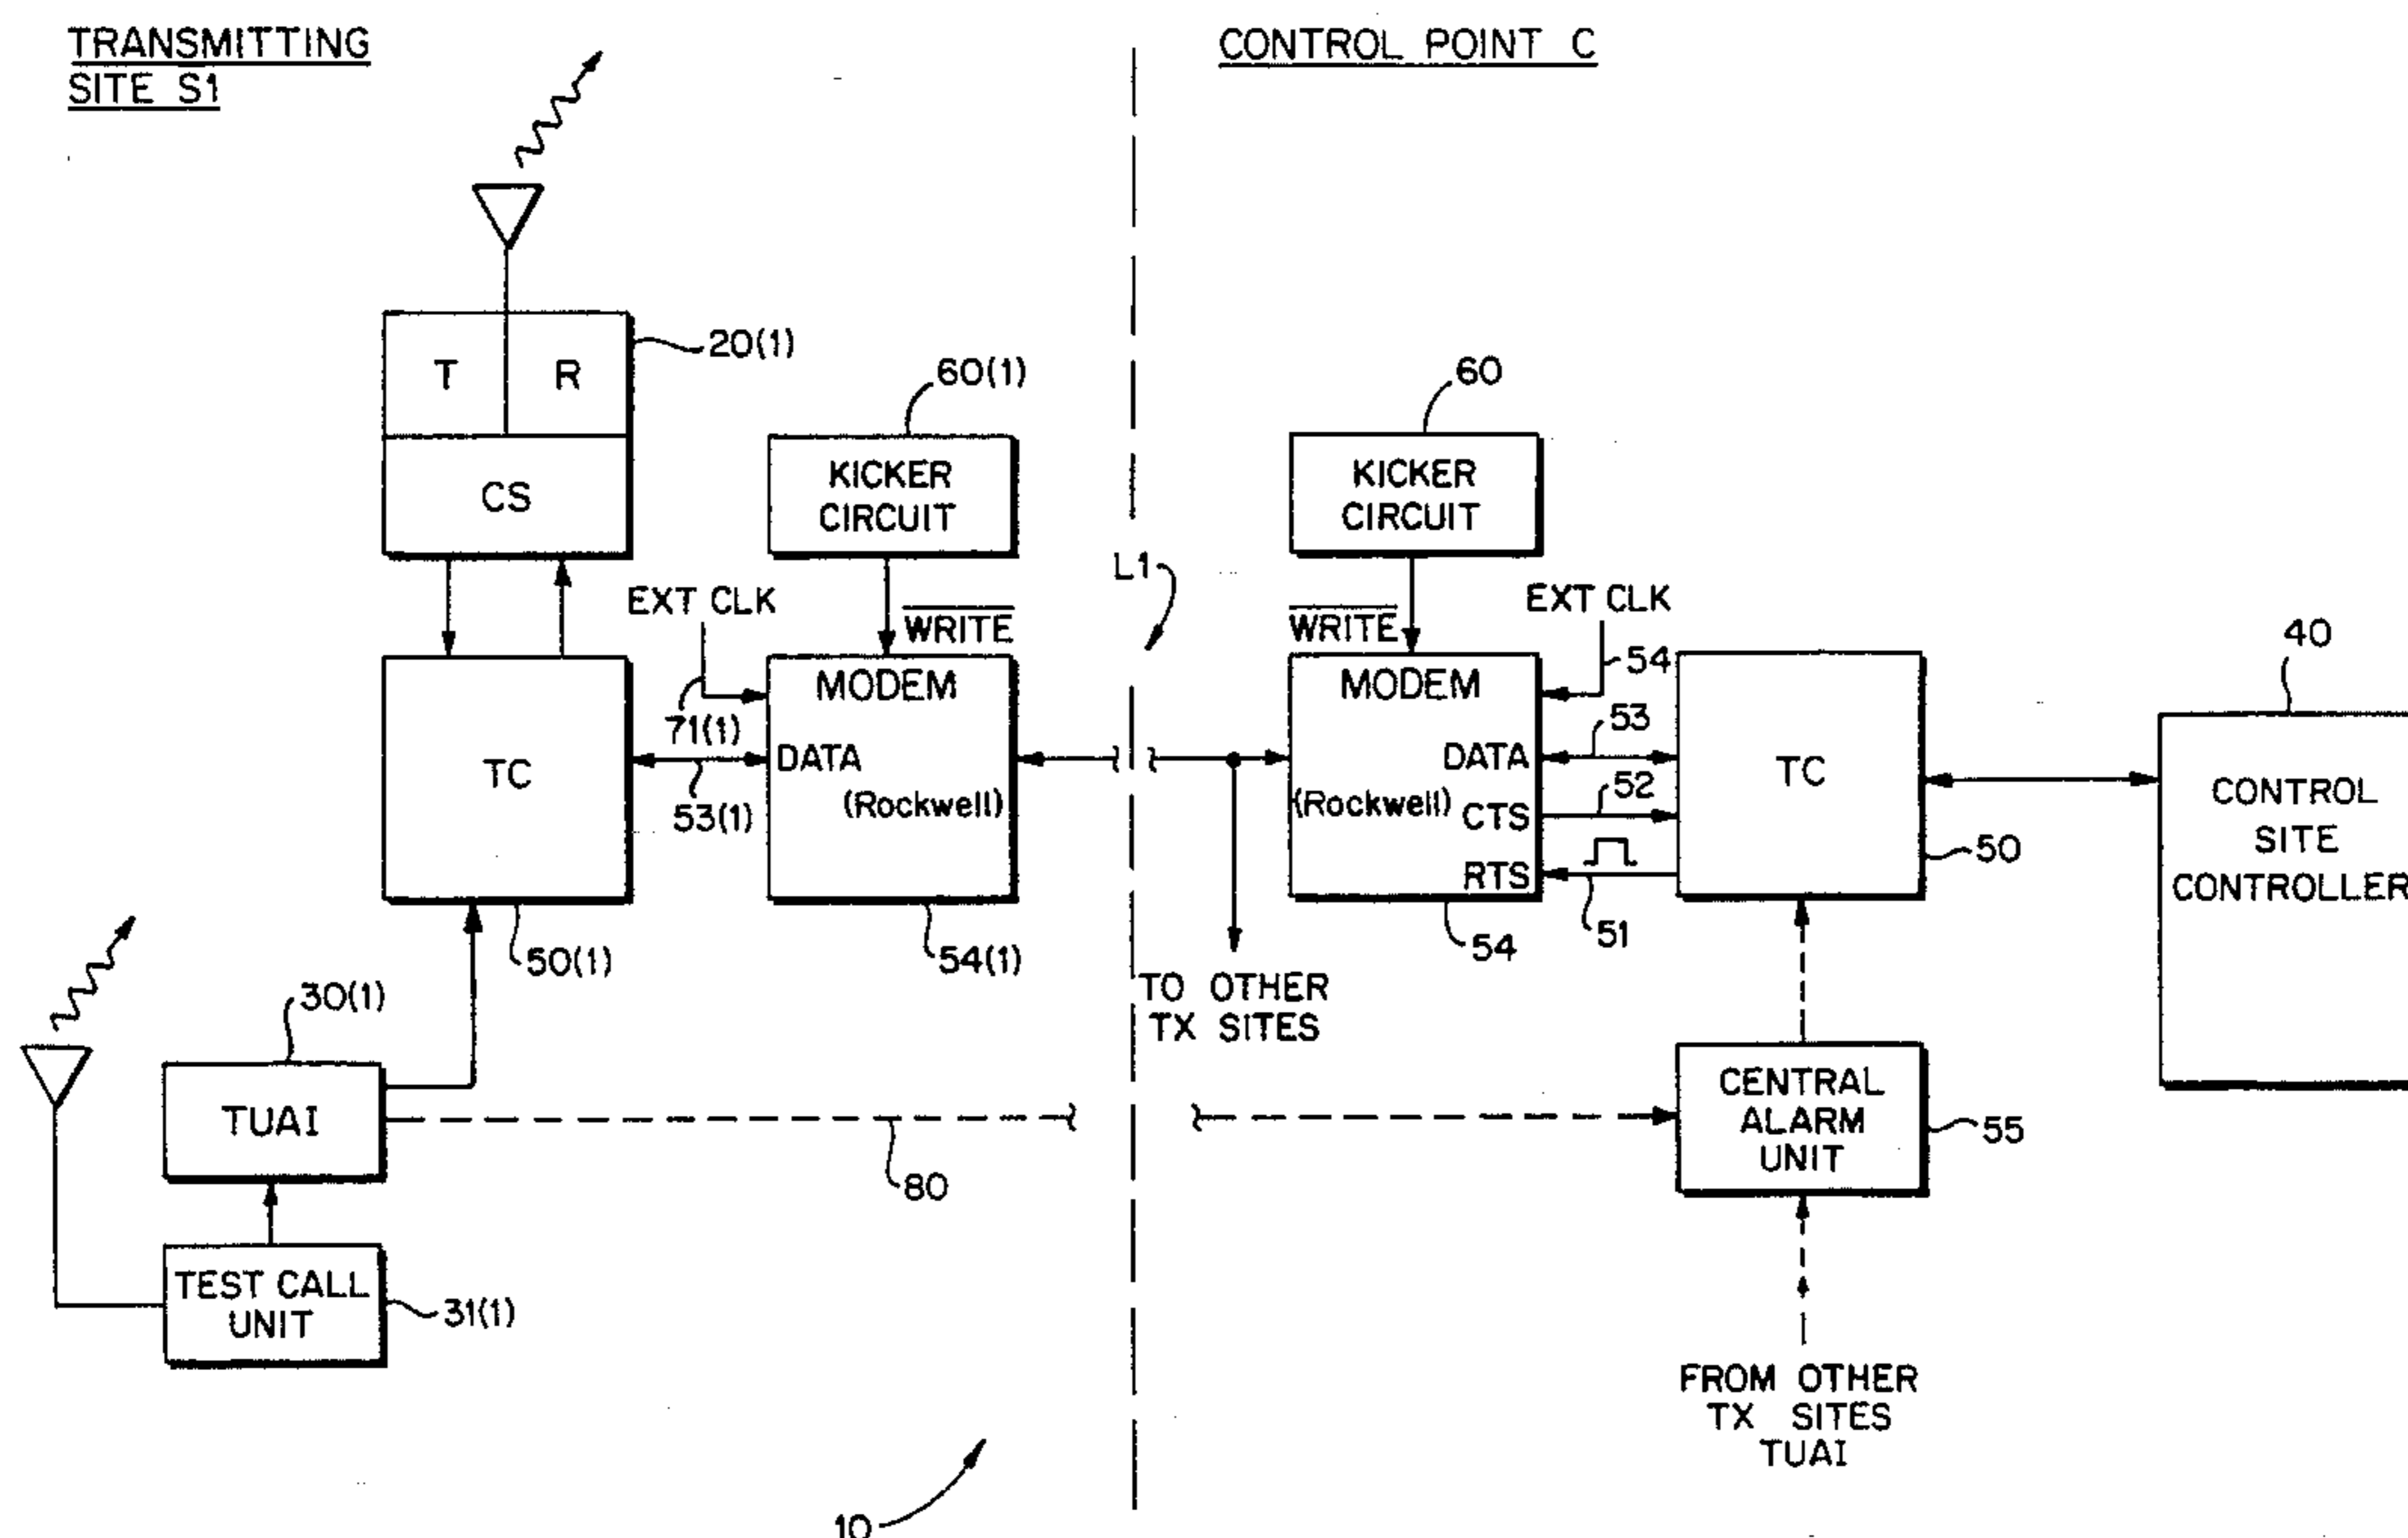 TRANSMITTING
SITE S1
CONTROL POINT C
T
R
CS
20(1)
60(1)
KICKER
CIRCUIT
60
KICKER
CIRCUIT
L1
EXT CLK
WRITE
WRITE
EXT CLK
54
40
TC
71(1)
MODEM
DATA
(Rockwell)
53(1)
50(1)
54(1)
MODEM
DATA
(Rockwell)
CTS
RTS
53
52
51
54
TC
50
CONTROL
SITE
CONTROLLER
TO OTHER
TX SITES
30(1)
TUAI
80
CENTRAL
ALARM
UNIT
55
TEST CALL
UNIT
31(1)
FROM OTHER
TX SITES
TUAI
10